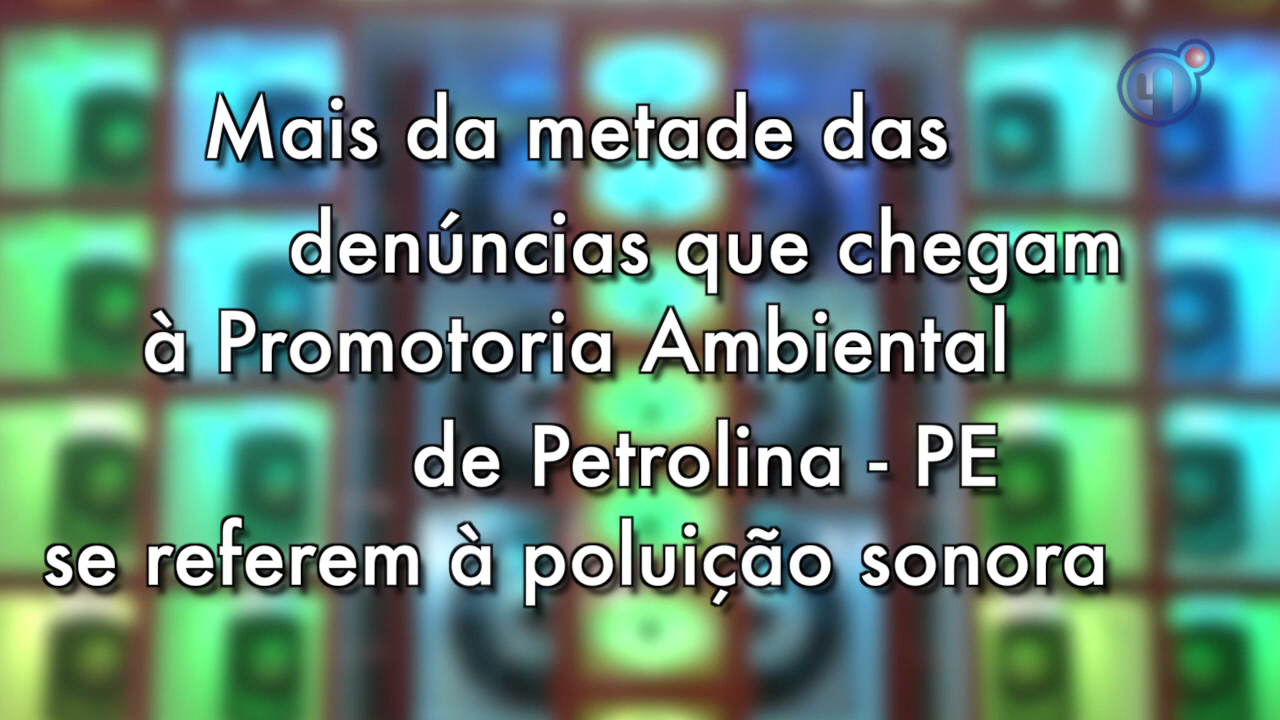 Mais da metade das
denúncias que chegam
à Promotoria Ambiental
de Petrolina - PE
se referem à poluição sonora